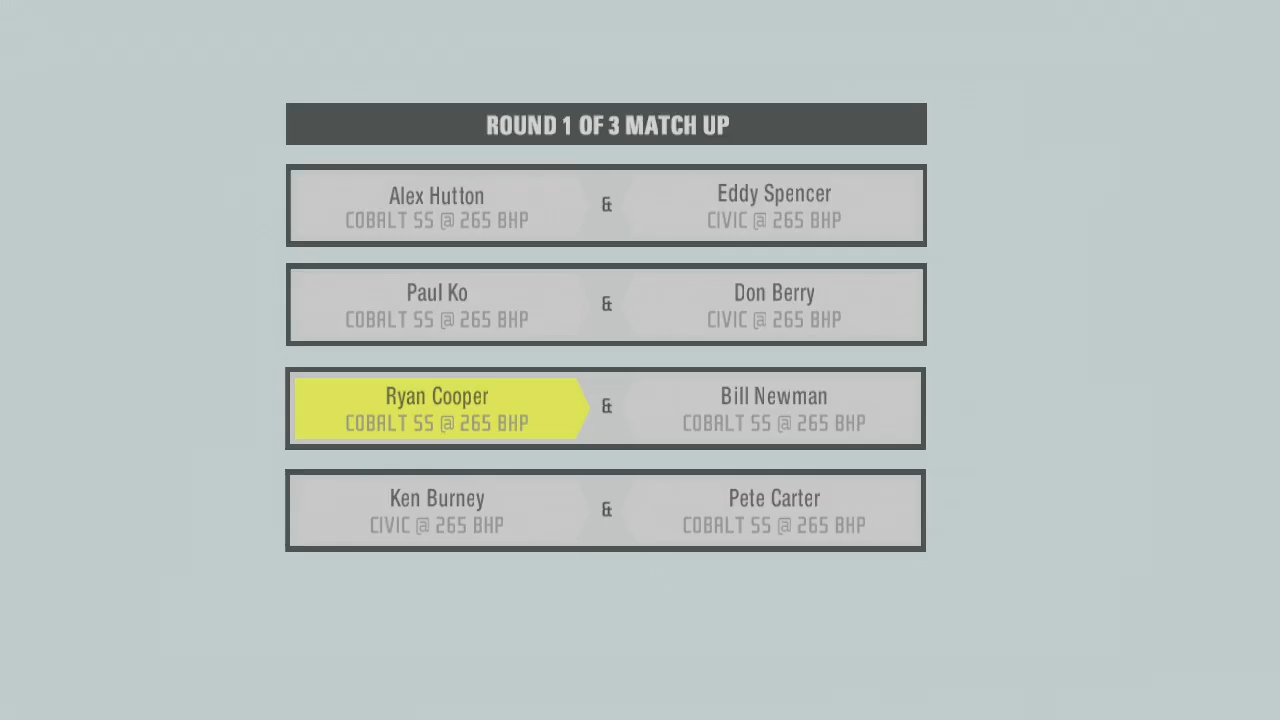 ROUND 1 OF 3 MATCH UP
Alex Hutton & Eddy Spencer
COBALT SS @ 265 BHP CIVIC @ 265 BHP
Paul Ko & Don Berry
COBALT SS @ 265 BHP CIVIC @ 265 BHP
Ryan Cooper & Bill Newman
COBALT SS @ 265 BHP COBALT SS @ 265 BHP
Ken Burney & Pete Carter
CIVIC @ 265 BHP COBALT SS @ 265 BHP